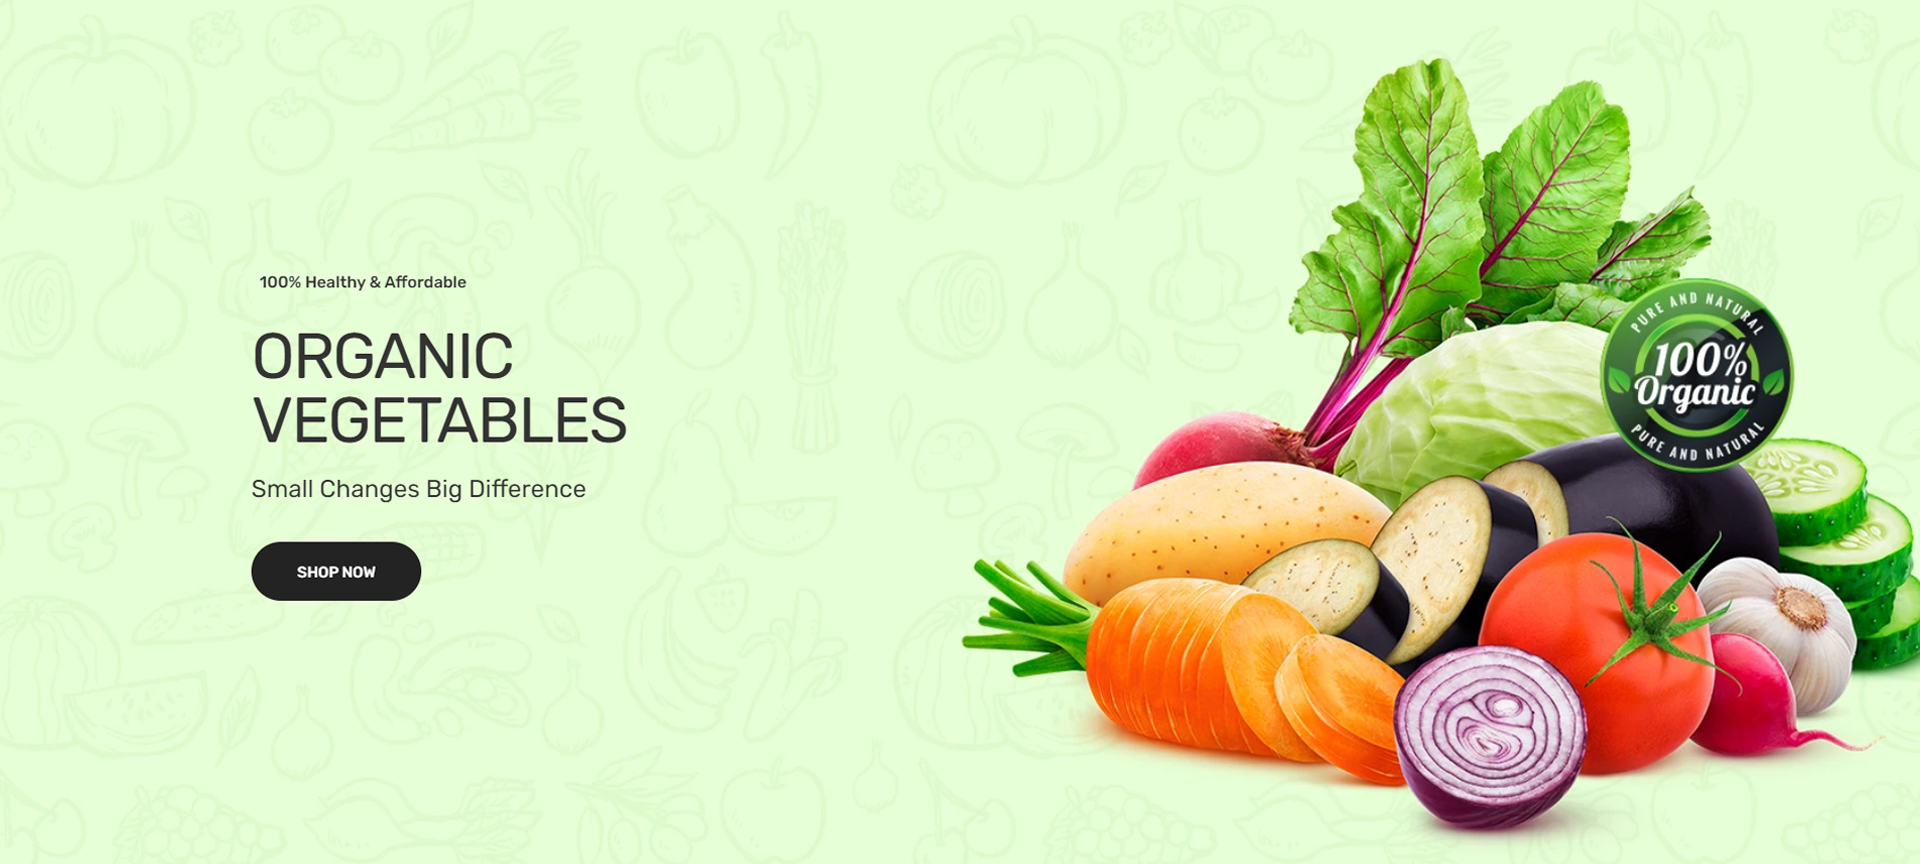 100% Healthy & Affordable
ORGANIC
VEGETABLES
Small Changes Big Difference
SHOP NOW
PURE AND NATURAL
100%
Organic
PURE AND NATURAL